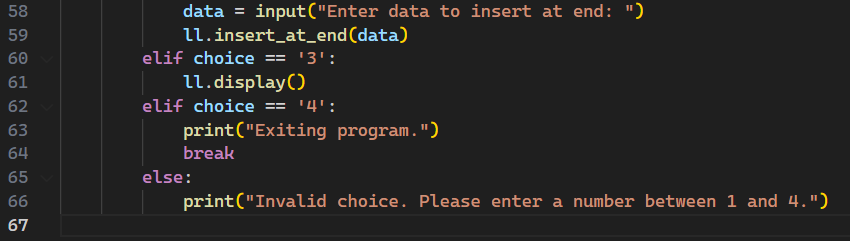 58 data = input("Enter data to insert at end: ")
59 ll.insert_at_end(data)
60 elif choice == '3':
61 ll.display()
62 elif choice == '4':
63 print("Exiting program.")
64 break
65 else:
66 print("Invalid choice. Please enter a number between 1 and 4.")
67